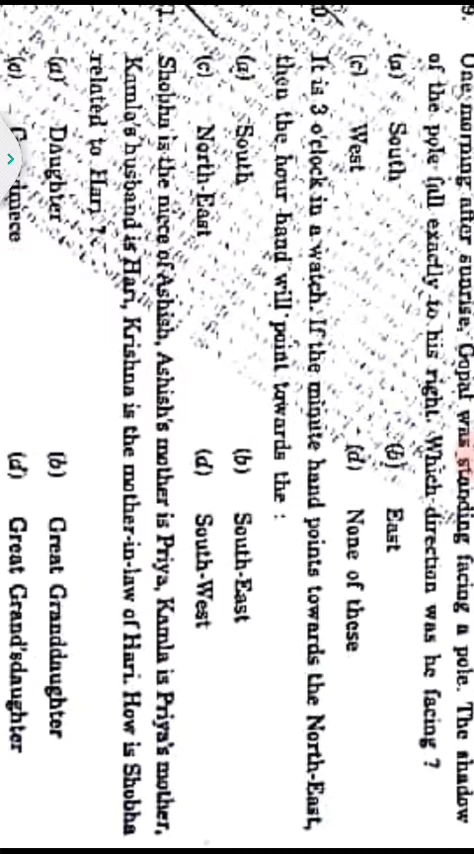 9. One morning after sunrise, Gopal was standing facing a pole. The shadow
of the pole fall exactly to his right. Which direction was he facing ?
(a) South (b) East
(c) West (d) None of these
0. It is 3 o'clock in a watch. If the minute hand points towards the North-East,
then the hour hand will point towards the :
(a) South (b) South-East
(c) North-East (d) South-West
1. Shobha is the niece of Ashish, Ashish's mother is Priya, Kamla is Priya's mother,
Kamla's husband is Hari, Krishna is the mother-in-law of Hari. How is Shobha
related to Hari ?
(a) Daughter (b) Great Granddaughter
(d) Great Grand'sdaughter